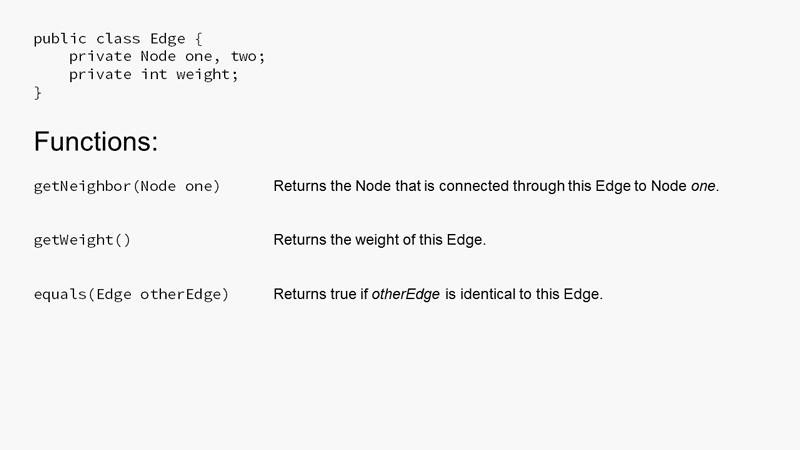 public class Edge {
    private Node one, two;
    private int weight;
}
Functions:
getNeighbor(Node one) Returns the Node that is connected through this Edge to Node one.
getWeight() Returns the weight of this Edge.
equals(Edge otherEdge) Returns true if otherEdge is identical to this Edge.